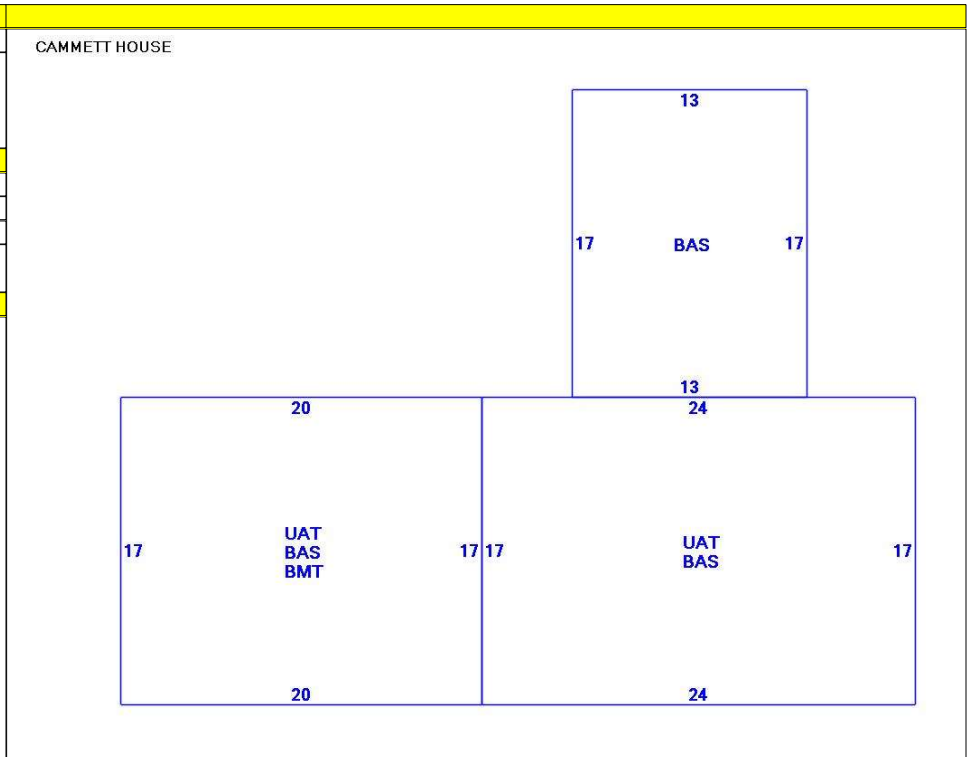 CAMMETT HOUSE
13
17 BAS 17
13
20 24
UAT
BAS
BMT
17 17
UAT
BAS
17 17
20 24